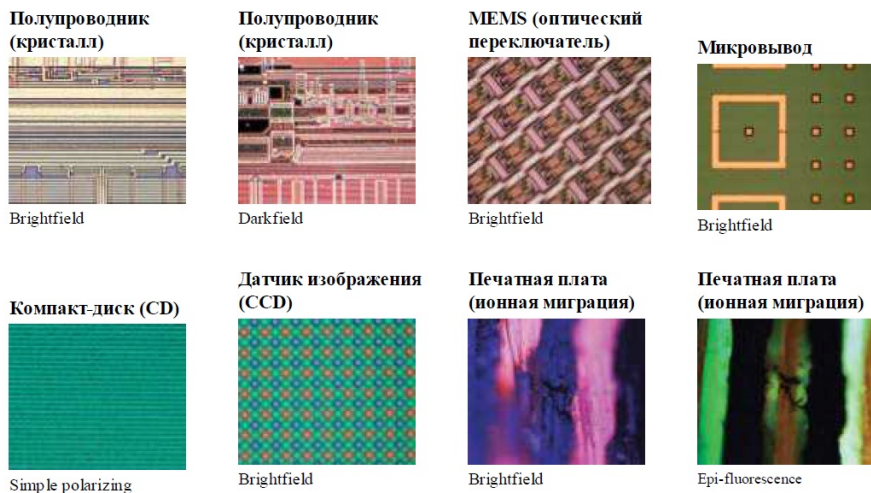 Полупроводник
(кристалл)
Brightfield
Полупроводник
(кристалл)
Darkfield
MEMS (оптический
переключатель)
Brightfield
Микровывод
Brightfield
Компакт-диск (CD)
Simple polarizing
Датчик изображения
(CCD)
Brightfield
Печатная плата
(ионная миграция)
Brightfield
Печатная плата
(ионная миграция)
Epi-fluorescence